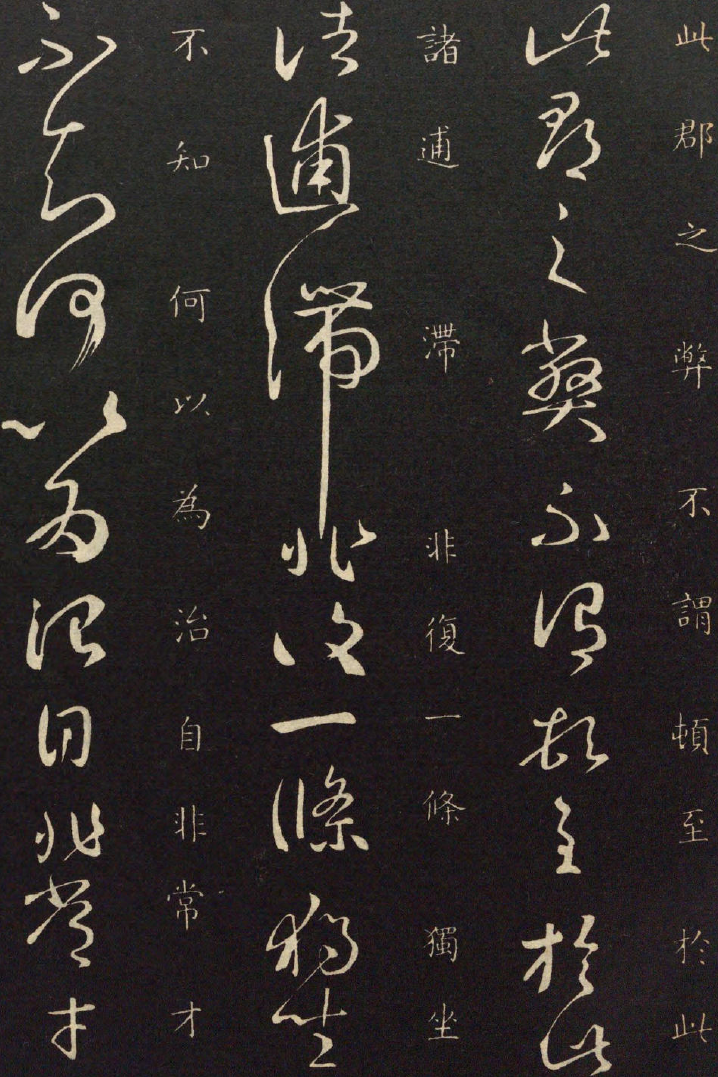 此郡之弊不謂頓至於此
此郡之弊不謂頓至於此
諸逋滯非復一條獨坐
諸逋滯非復一條獨坐
不知何以為治自非常才
不知何以為治自非常才